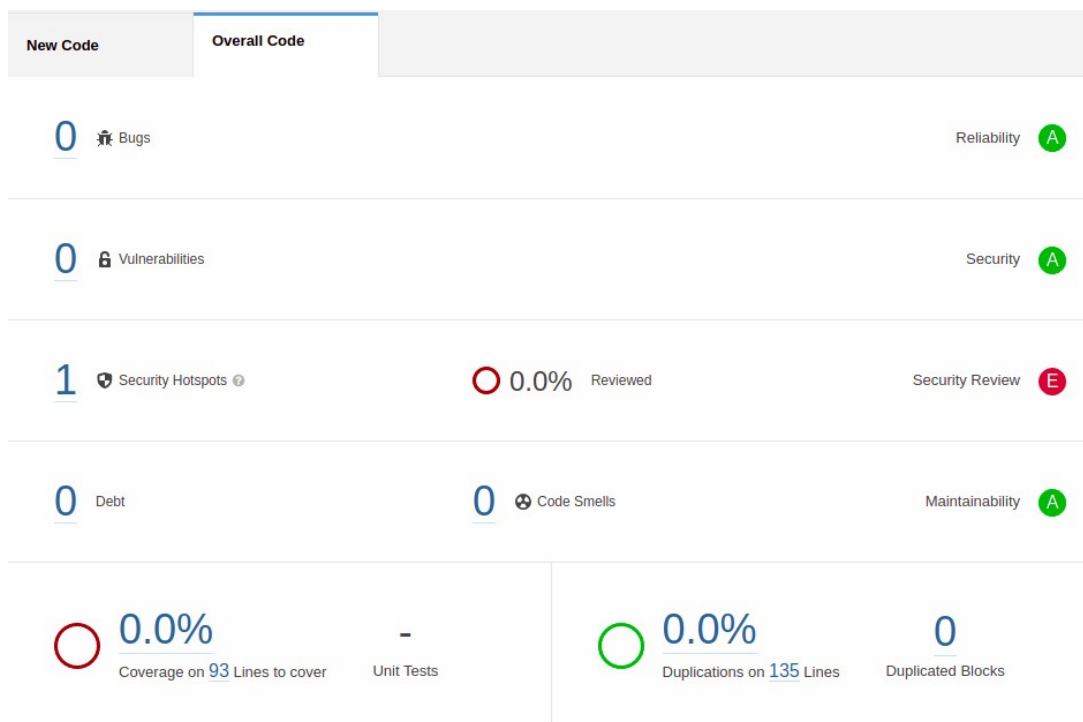 New Code
Overall Code
0 Bugs
Reliability A
0 Vulnerabilities
Security A
1 Security Hotspots ?
0.0% Reviewed
Security Review E
0 Debt
0 Code Smells
Maintainability A
0.0%
Coverage on 93 Lines to cover
-
Unit Tests
0.0%
Duplications on 135 Lines
0
Duplicated Blocks